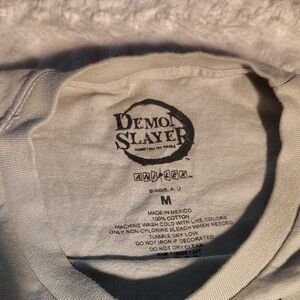 DEMON
SLAYER
KIMETSU NO YAIBA
© KG/S, A, U
M
MADE IN MEXICO
100% COTTON
MACHINE WASH COLD WITH LIKE COLORS
ONLY NON-CHLORINE BLEACH WHEN NEEDED
TUMBLE DRY LOW
DO NOT IRON IF DECORATED
DO NOT DRY CLEAN